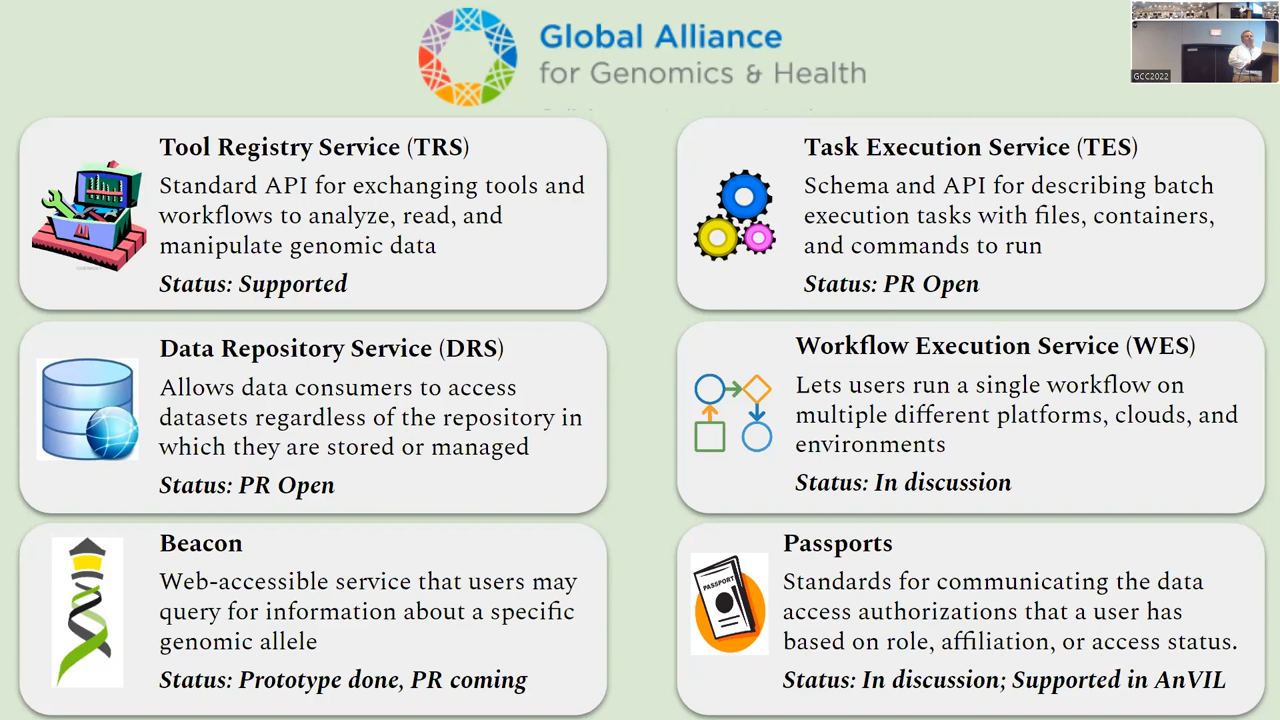 Global Alliance
for Genomics & Health
GCC2022
Tool Registry Service (TRS)
Standard API for exchanging tools and
workflows to analyze, read, and
manipulate genomic data
Status: Supported
Task Execution Service (TES)
Schema and API for describing batch
execution tasks with files, containers,
and commands to run
Status: PR Open
Data Repository Service (DRS)
Allows data consumers to access
datasets regardless of the repository in
which they are stored or managed
Status: PR Open
Workflow Execution Service (WES)
Lets users run a single workflow on
multiple different platforms, clouds, and
environments
Status: In discussion
Beacon
Web-accessible service that users may
query for information about a specific
genomic allele
Status: Prototype done, PR coming
PASSPORT
Passports
Standards for communicating the data
access authorizations that a user has
based on role, affiliation, or access status.
Status: In discussion; Supported in AnVIL